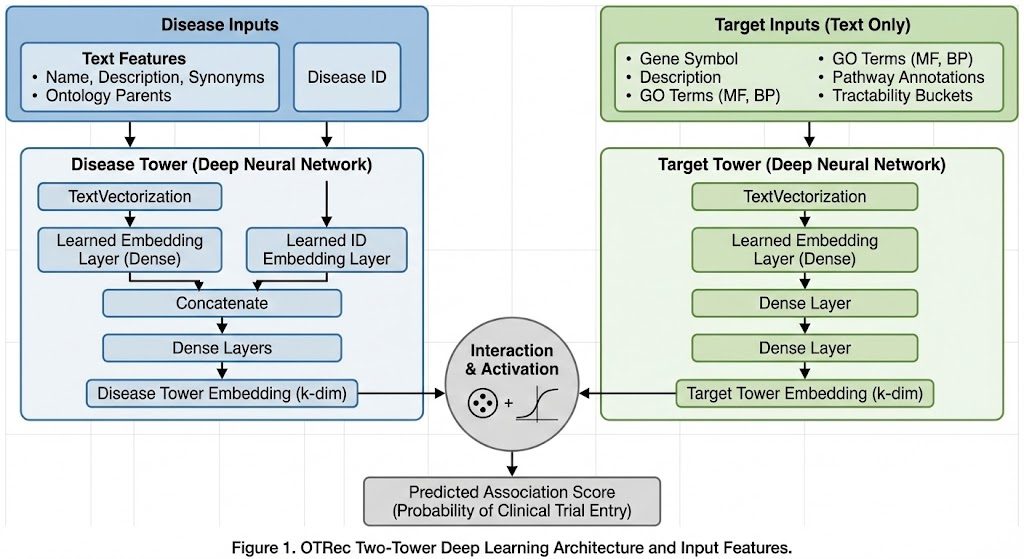 Disease Inputs
Text Features
• Name, Description, Synonyms
• Ontology Parents
Disease ID
Disease Tower (Deep Neural Network)
TextVectorization
Learned Embedding
Layer (Dense)
Learned ID
Embedding Layer
Concatenate
Dense Layers
Disease Tower Embedding (k-dim)
Target Inputs (Text Only)
• Gene Symbol
• Description
• GO Terms (MF, BP)
• GO Terms (MF, BP)
• Pathway Annotations
• Tractability Buckets
Target Tower (Deep Neural Network)
TextVectorization
Learned Embedding
Layer (Dense)
Dense Layer
Dense Layer
Target Tower Embedding (k-dim)
Interaction
& Activation
+
Predicted Association Score
(Probability of Clinical Trial Entry)
Figure 1. OTRec Two-Tower Deep Learning Architecture and Input Features.